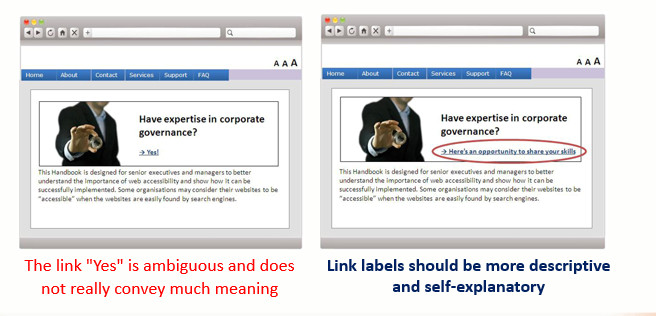 A A A
Home About Contact Services Support FAQ
Have expertise in corporate
governance?
→ Yes!
This Handbook is designed for senior executives and managers to better
understand the importance of web accessibility and show how it can be
successfully implemented. Some organisations may consider their websites to be
“accessible” when the websites are easily found by search engines.
The link "Yes" is ambiguous and does
not really convey much meaning
A A A
Home About Contact Services Support FAQ
Have expertise in corporate
governance?
→ Here's an opportunity to share your skills
This Handbook is designed for senior executives and managers to better
understand the importance of web accessibility and show how it can be
successfully implemented. Some organisations may consider their websites to be
“accessible” when the websites are easily found by search engines.
Link labels should be more descriptive
and self-explanatory